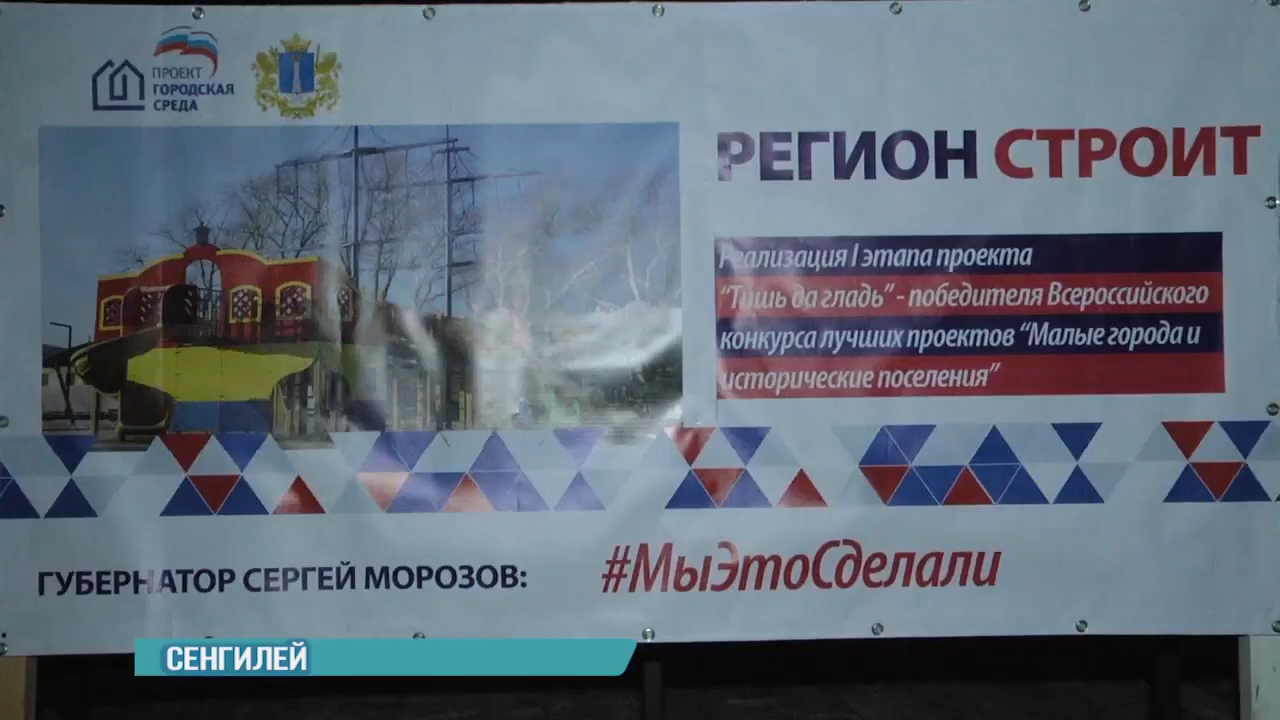 ПРОЕКТ
ГОРОДСКАЯ
СРЕДА
РЕГИОН СТРОИТ
Реализация I этапа проекта
“Тишь да гладь” - победителя Всероссийского
конкурса лучших проектов “Малые города и
исторические поселения”
ГУБЕРНАТОР СЕРГЕЙ МОРОЗОВ:
#МыЭтоСделали
СЕНГИЛЕЙ